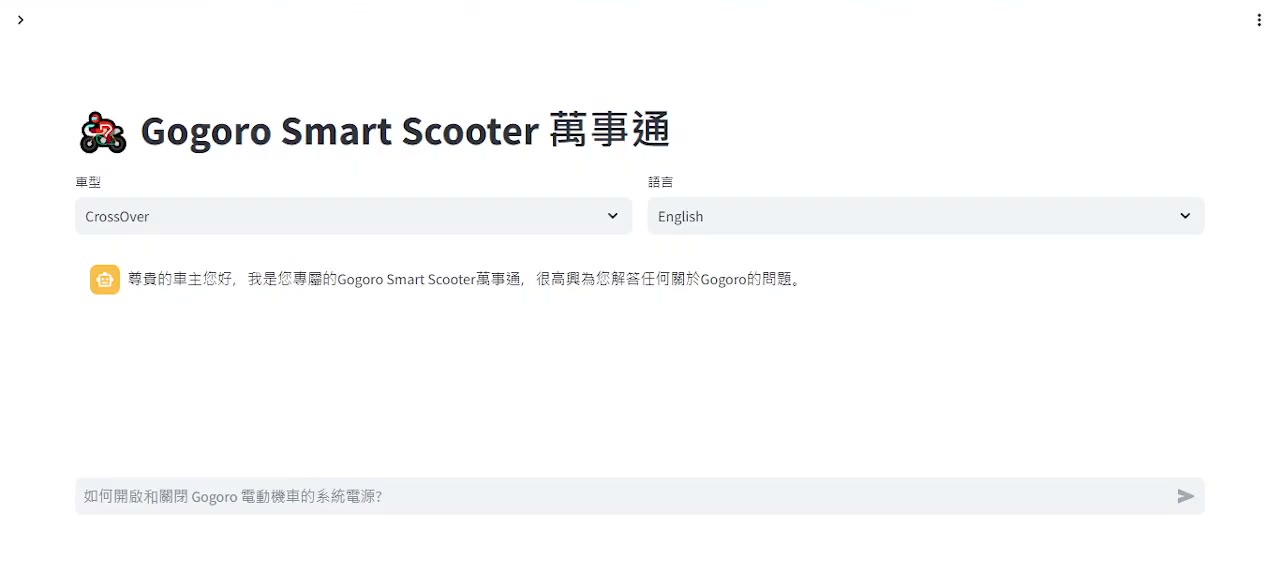 Gogoro Smart Scooter 萬事通
車型
語言
CrossOver
English
尊貴的車主您好，我是您專屬的Gogoro Smart Scooter萬事通，很高興為您解答任何關於Gogoro的問題。
如何開啟和關閉 Gogoro 電動機車的系統電源?